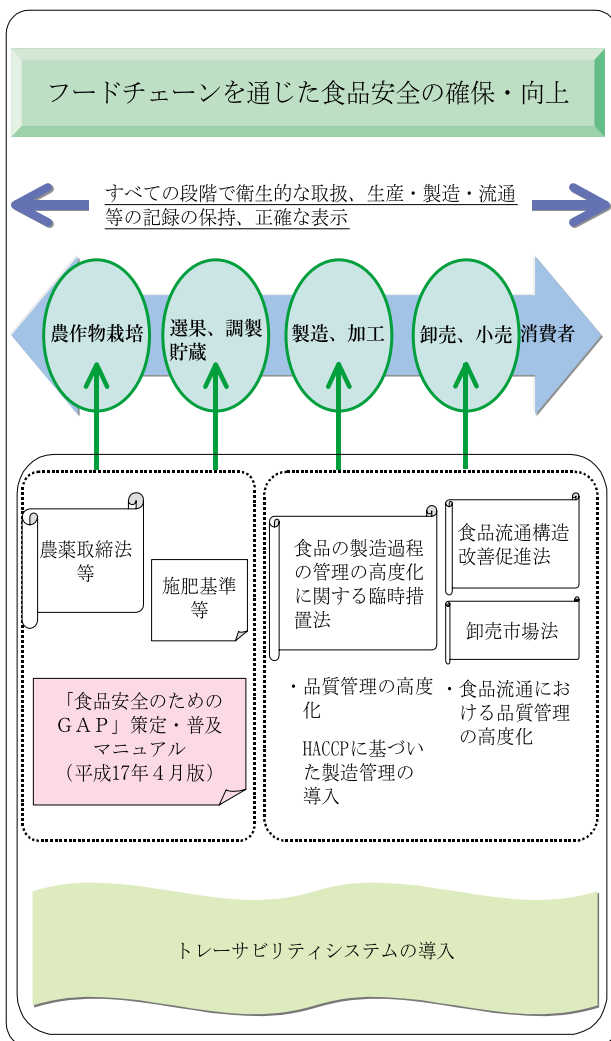 フードチェーンを通じた食品安全の確保・向上
すべての段階で衛生的な取扱、生産・製造・流通
等の記録の保持、正確な表示
農作物栽培
選果、調製
貯蔵
製造、加工
卸売、小売
消費者
農薬取締法
等
施肥基準
等
「食品安全のための
ＧＡＰ」策定・普及
マニュアル
（平成17年４月版）
食品の製造過程
の管理の高度化
に関する臨時措
置法
・品質管理の高度
化
HACCPに基づい
た製造管理の
導入
食品流通構造
改善促進法
卸売市場法
・食品流通にお
ける品質管理
の高度化
トレーサビリティシステムの導入